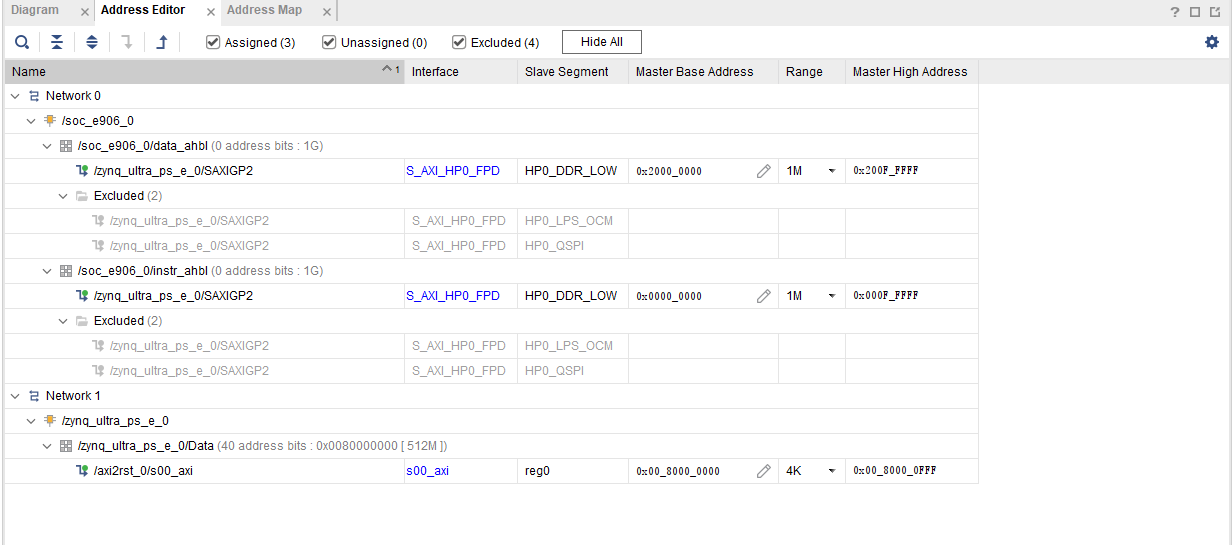 Diagram × Address Editor × Address Map × ?
Assigned (3) Unassigned (0) Excluded (4) Hide All
Name 1 Interface Slave Segment Master Base Address Range Master High Address
Network 0
/soc_e906_0
/soc_e906_0/data_ahbl (0 address bits : 1G)
/zynq_ultra_ps_e_0/SAXIGP2 S_AXI_HP0_FPD HP0_DDR_LOW 0x2000_0000 1M 0x200F_FFFF
Excluded (2)
/zynq_ultra_ps_e_0/SAXIGP2 S_AXI_HP0_FPD HP0_LPS_OCM
/zynq_ultra_ps_e_0/SAXIGP2 S_AXI_HP0_FPD HP0_QSPI
/soc_e906_0/instr_ahbl (0 address bits : 1G)
/zynq_ultra_ps_e_0/SAXIGP2 S_AXI_HP0_FPD HP0_DDR_LOW 0x0000_0000 1M 0x000F_FFFF
Excluded (2)
/zynq_ultra_ps_e_0/SAXIGP2 S_AXI_HP0_FPD HP0_LPS_OCM
/zynq_ultra_ps_e_0/SAXIGP2 S_AXI_HP0_FPD HP0_QSPI
Network 1
/zynq_ultra_ps_e_0
/zynq_ultra_ps_e_0/Data (40 address bits : 0x0080000000 [ 512M ])
/axi2rst_0/s00_axi s00_axi reg0 0x00_8000_0000 4K 0x00_8000_0FFF